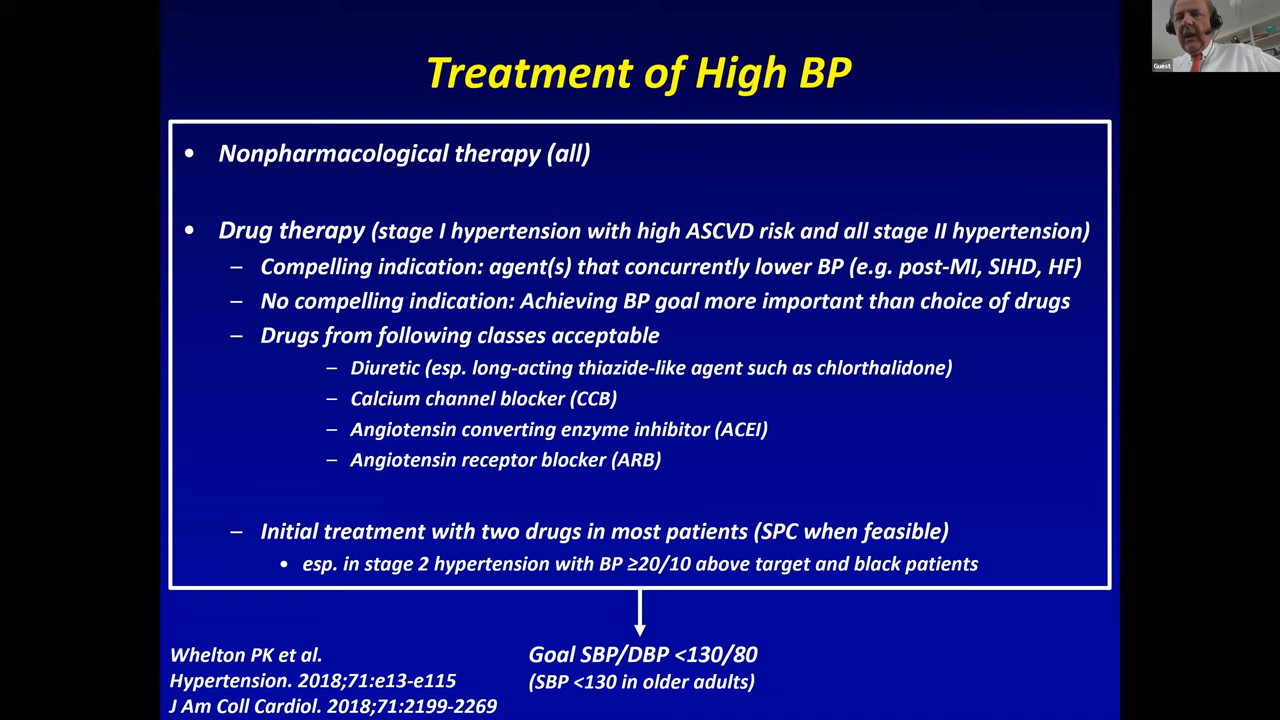 Guest
Treatment of High BP
• Nonpharmacological therapy (all)
• Drug therapy (stage I hypertension with high ASCVD risk and all stage II hypertension)
– Compelling indication: agent(s) that concurrently lower BP (e.g. post-MI, SIHD, HF)
– No compelling indication: Achieving BP goal more important than choice of drugs
– Drugs from following classes acceptable
– Diuretic (esp. long-acting thiazide-like agent such as chlorthalidone)
– Calcium channel blocker (CCB)
– Angiotensin converting enzyme inhibitor (ACEI)
– Angiotensin receptor blocker (ARB)
– Initial treatment with two drugs in most patients (SPC when feasible)
• esp. in stage 2 hypertension with BP ≥20/10 above target and black patients
Whelton PK et al.
Hypertension. 2018;71:e13-e115
J Am Coll Cardiol. 2018;71:2199-2269
Goal SBP/DBP <130/80
(SBP <130 in older adults)